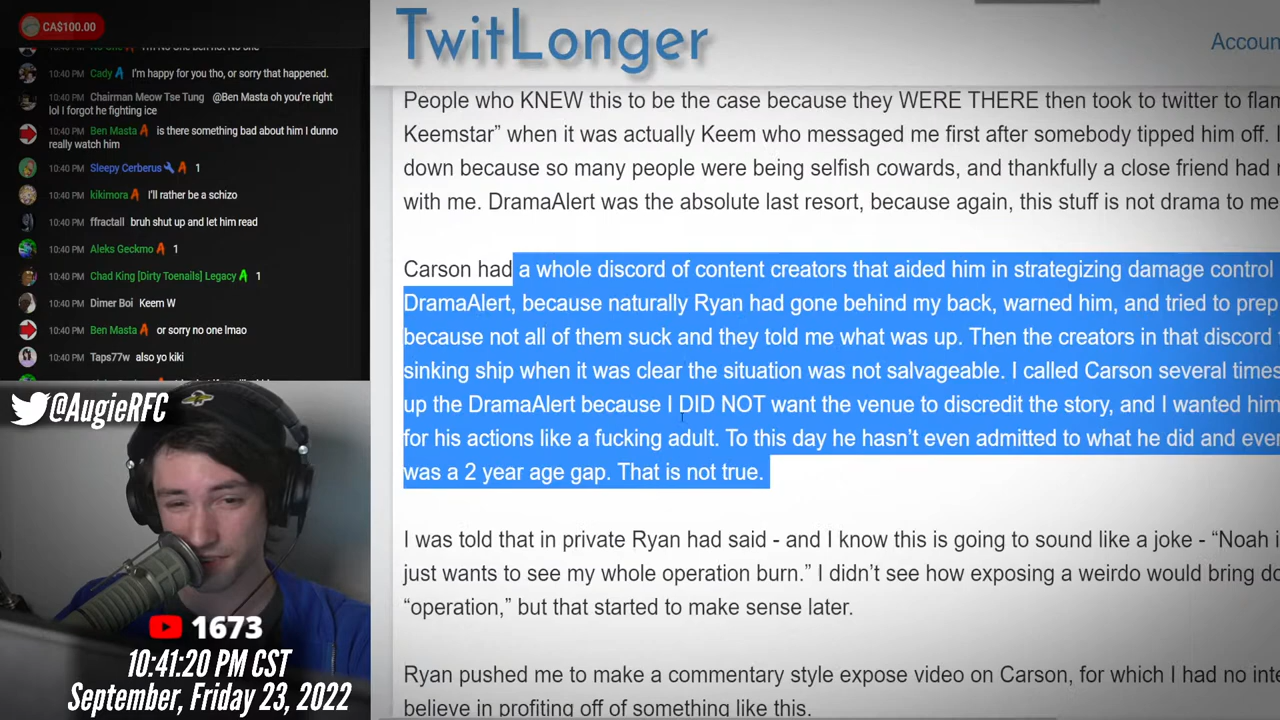 CA$100.00
10:40 PM Cady I'm happy for you tho, or sorry that happened.
10:40 PM Chairman Meow Tse Tung @Ben Masta oh you're right
lol I forgot he fighting ice
10:40 PM Ben Masta is there something bad about him I dunno
really watch him
10:40 PM Sleepy Cerberus 1
10:40 PM kikimora I'll rather be a schizo
10:40 PM ffractall bruh shut up and let him read
10:40 PM Aleks Geckmo 1
10:40 PM Chad King [Dirty Toenails] Legacy 1
10:40 PM Dimer Boi Keem W
10:40 PM Ben Masta or sorry no one lmao
10:40 PM Taps77w also yo kiki
@AugieRFC
1673
10:41:20 PM CST
September, Friday 23, 2022
TwitLonger
Accoun
People who KNEW this to be the case because they WERE THERE then took to twitter to flam
Keemstar" when it was actually Keem who messaged me first after somebody tipped him off. I
down because so many people were being selfish cowards, and thankfully a close friend had
with me. DramaAlert was the absolute last resort, because again, this stuff is not drama to me
Carson had a whole discord of content creators that aided him in strategizing damage control
DramaAlert, because naturally Ryan had gone behind my back, warned him, and tried to prep
because not all of them suck and they told me what was up. Then the creators in that discord
sinking ship when it was clear the situation was not salvageable. I called Carson several times
up the DramaAlert because I DID NOT want the venue to discredit the story, and I wanted him
for his actions like a fucking adult. To this day he hasn't even admitted to what he did and even
was a 2 year age gap. That is not true.
I was told that in private Ryan had said - and I know this is going to sound like a joke - "Noah i
just wants to see my whole operation burn." I didn't see how exposing a weirdo would bring do
"operation," but that started to make sense later.
Ryan pushed me to make a commentary style expose video on Carson, for which I had no inte
believe in profiting off of something like this.